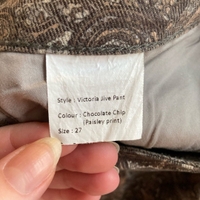 Style : Victoria Jive Pant
Colour : Chocolate Chip
(Paisley print)
Size : 27